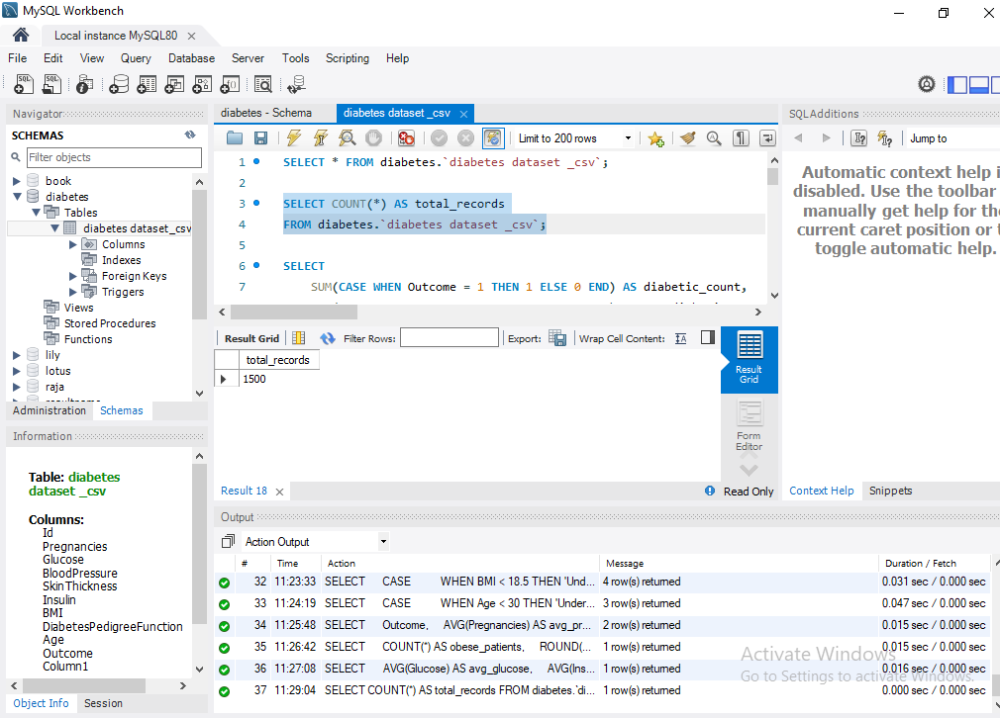 MySQL Workbench
Local instance MySQL80
File Edit View Query Database Server Tools Scripting Help
Navigator
SCHEMAS
Filter objects
book
diabetes
Tables
diabetes dataset_csv
Columns
Indexes
Foreign Keys
Triggers
Views
Stored Procedures
Functions
lily
lotus
raja
Administration Schemas
Information
Table: diabetes
dataset _csv
Columns:
Id
Pregnancies
Glucose
BloodPressure
SkinThickness
Insulin
BMI
DiabetesPedigreeFunction
Age
Outcome
Column1
Object Info Session
diabetes - Schema diabetes dataset _csv
Limit to 200 rows
1 SELECT * FROM diabetes.`diabetes dataset _csv`;
2
3 SELECT COUNT(*) AS total_records
4 FROM diabetes.`diabetes dataset _csv`;
5
6 SELECT
7 SUM(CASE WHEN Outcome = 1 THEN 1 ELSE 0 END) AS diabetic_count,
Result Grid Filter Rows: Export: Wrap Cell Content: IA
total_records
1500
Result
Grid
Form
Editor
Result 18 Read Only
SQLAdditions
Jump to
Automatic context help i
disabled. Use the toolbar
manually get help for the
current caret position or t
toggle automatic help.
Context Help Snippets
Output
Action Output
# Time Action Message Duration / Fetch
32 11:23:33 SELECT CASE WHEN BMI < 18.5 THEN 'Und... 4 row(s) returned 0.031 sec / 0.000 sec
33 11:24:19 SELECT CASE WHEN Age < 30 THEN 'Under... 3 row(s) returned 0.047 sec / 0.000 sec
34 11:25:48 SELECT Outcome, AVG(Pregnancies) AS avg_pr... 2 row(s) returned 0.015 sec / 0.000 sec
35 11:26:42 SELECT COUNT(*) AS obese_patients, ROUND(... 1 row(s) returned 0.015 sec / 0.000 sec
36 11:27:08 SELECT AVG(Glucose) AS avg_glucose, AVG(Ins... 1 row(s) returned 0.016 sec / 0.000 sec
37 11:29:04 SELECT COUNT(*) AS total_records FROM diabetes.`di... 1 row(s) returned 0.000 sec / 0.000 sec
Activate Windows
Go to Settings to activate Windows.